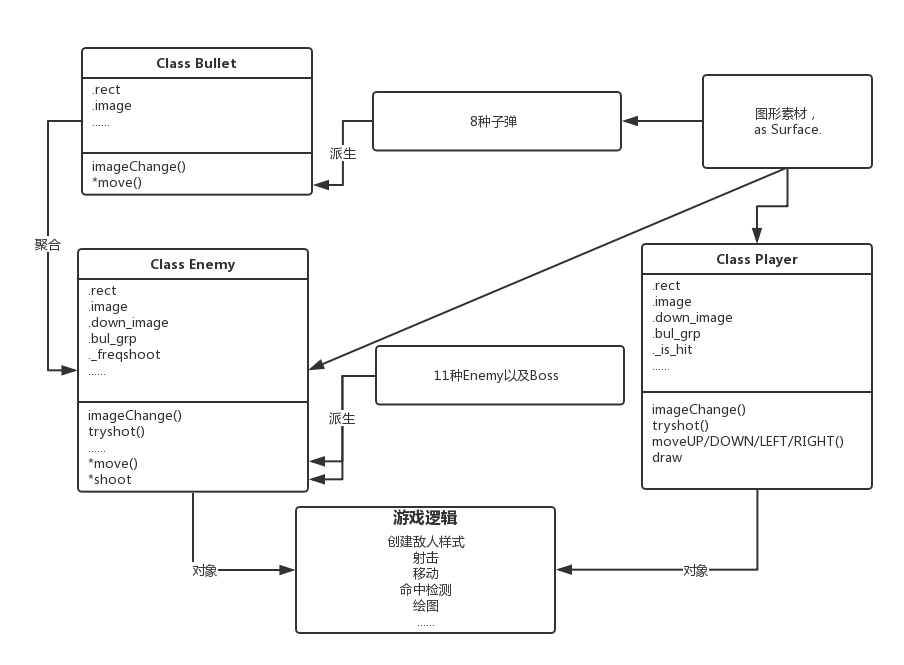 Class Bullet
.rect
.image
......
imageChange()
*move()
派生
8种子弹
图形素材，
as Surface.
聚合
Class Enemy
.rect
.image
.down_image
.bul_grp
._freqshoot
......
imageChange()
tryshot()
......
*move()
*shoot
派生
11种Enemy以及Boss
Class Player
.rect
.image
.down_image
.bul_grp
._is_hit
......
imageChange()
tryshot()
moveUP/DOWN/LEFT/RIGHT()
draw
对象
游戏逻辑
创建敌人样式
射击
移动
命中检测
绘图
......
对象